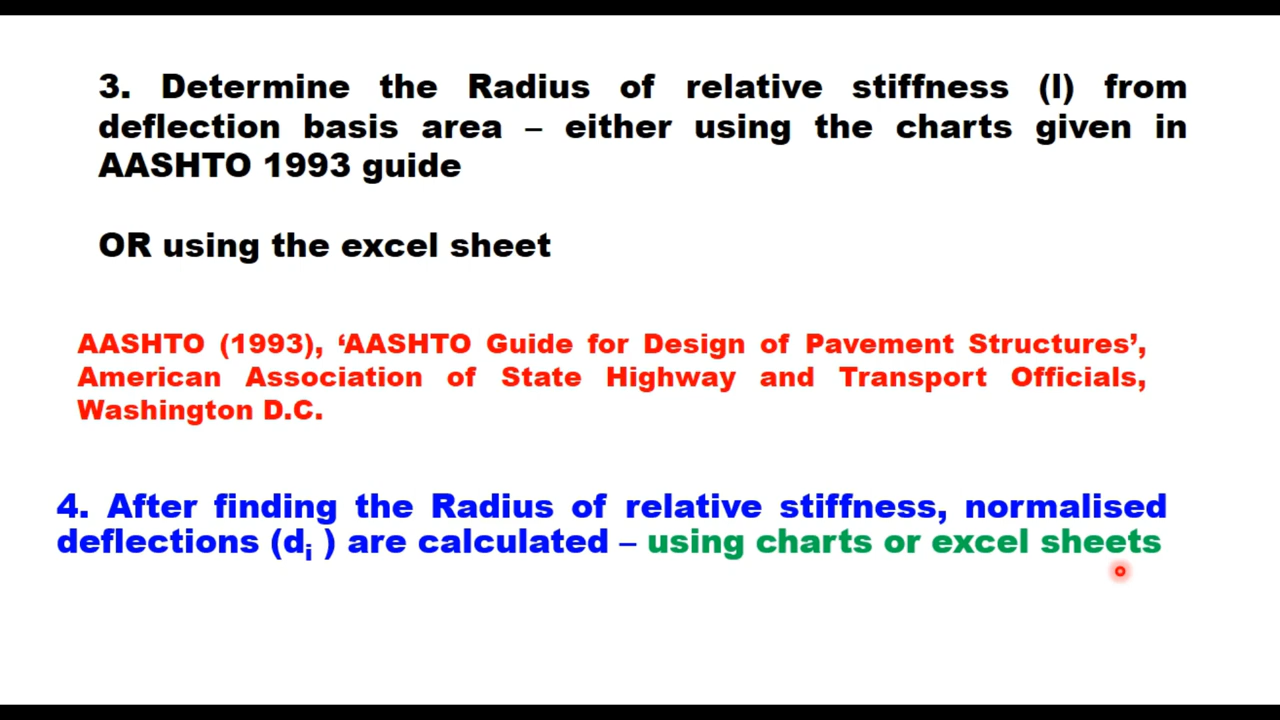 3. Determine the Radius of relative stiffness (l) from
deflection basis area – either using the charts given in
AASHTO 1993 guide
OR using the excel sheet
AASHTO (1993), ‘AASHTO Guide for Design of Pavement Structures’,
American Association of State Highway and Transport Officials,
Washington D.C.
4. After finding the Radius of relative stiffness, normalised
deflections (di ) are calculated – using charts or excel sheets